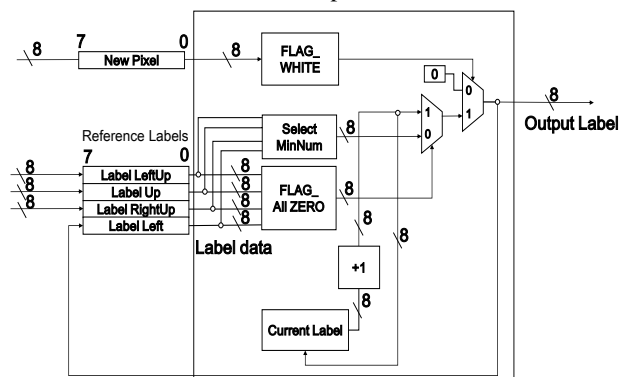 8
7
0
New Pixel
8
FLAG_
WHITE
0
0
1
8
Output Label
Reference Labels
7
0
8
8
8
Label LeftUp
Label Up
Label RightUp
Label Left
8
8
8
8
Label data
Select
MinNum
8
FLAG_
All ZERO
8
1
0
8
8
+1
8
Current Label